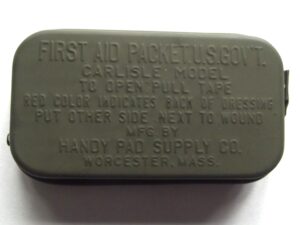 FIRST AID PACKET U.S. GOV'T.
CARLISLE MODEL
TO OPEN PULL TAPE
RED COLOR INDICATES BACK OF DRESSING
PUT OTHER SIDE NEXT TO WOUND
MFG BY
HANDY PAD SUPPLY CO.
WORCESTER, MASS.